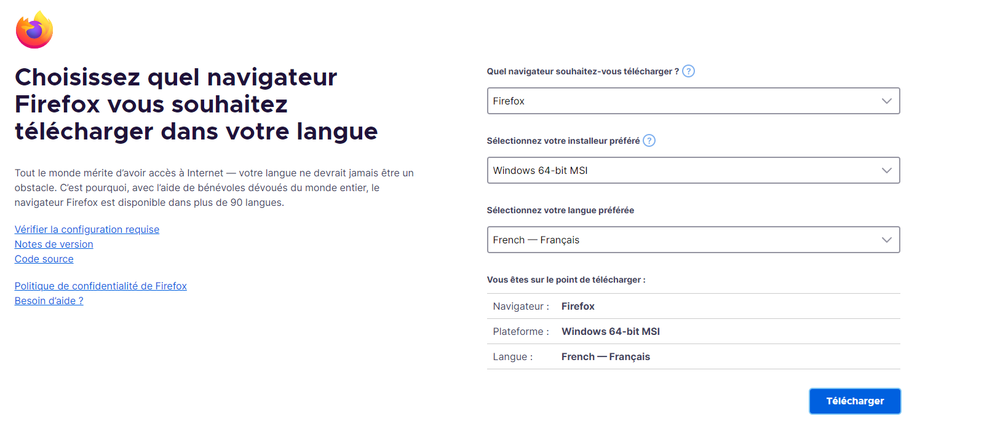 Choisissez quel navigateur
Firefox vous souhaitez
télécharger dans votre langue
Tout le monde mérite d’avoir accès à Internet — votre langue ne devrait jamais être un
obstacle. C’est pourquoi, avec l’aide de bénévoles dévoués du monde entier, le
navigateur Firefox est disponible dans plus de 90 langues.
Vérifier la configuration requise
Notes de version
Code source
Politique de confidentialité de Firefox
Besoin d’aide ?
Quel navigateur souhaitez-vous télécharger ? ?
Firefox
Sélectionnez votre installeur préféré ?
Windows 64-bit MSI
Sélectionnez votre langue préférée
French — Français
Vous êtes sur le point de télécharger :
Navigateur : Firefox
Plateforme : Windows 64-bit MSI
Langue : French — Français
Télécharger